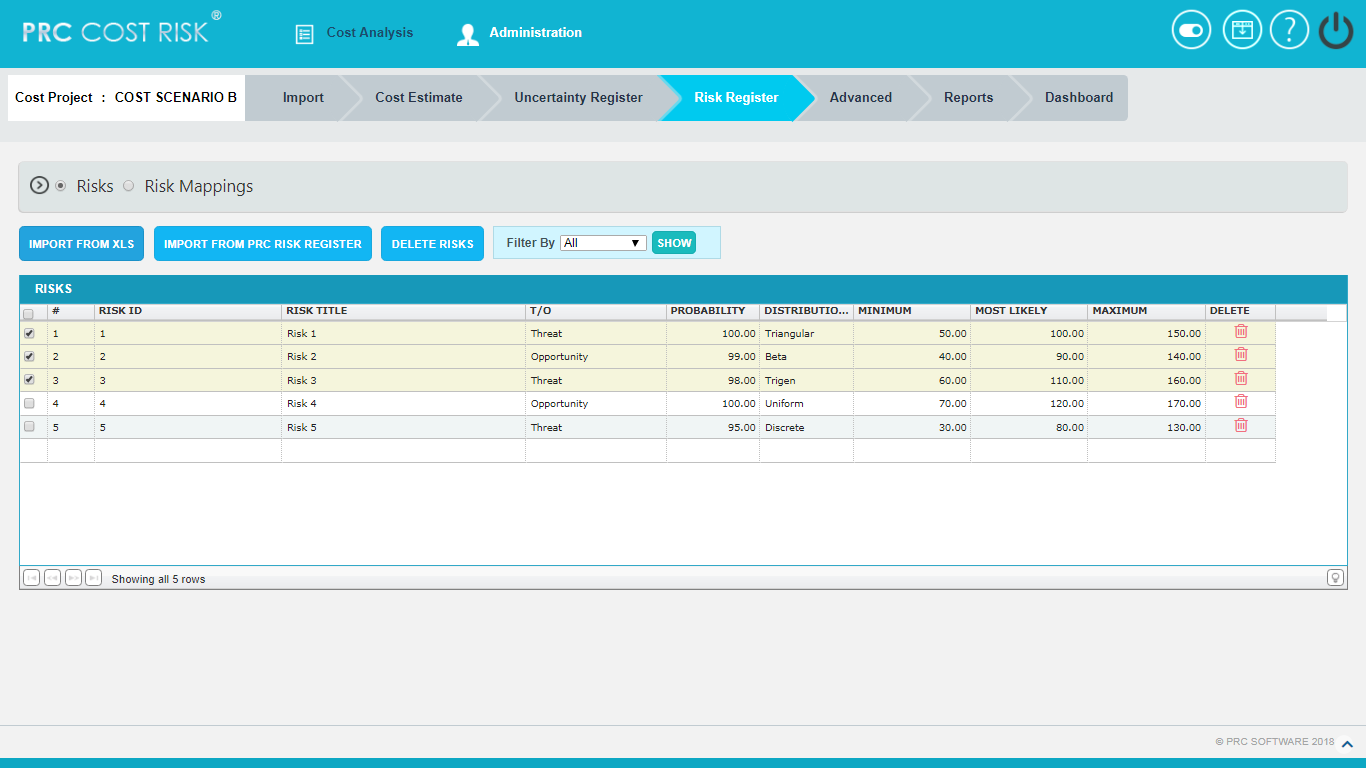 PRC COST RISK®
Cost Analysis
Administration
?
Cost Project : COST SCENARIO B
Import
Cost Estimate
Uncertainty Register
Risk Register
Advanced
Reports
Dashboard
Risks
Risk Mappings
IMPORT FROM XLS
IMPORT FROM PRC RISK REGISTER
DELETE RISKS
Filter By
All
SHOW
RISKS
# RISK ID RISK TITLE T/O PROBABILITY DISTRIBUTIO... MINIMUM MOST LIKELY MAXIMUM DELETE
1 1 Risk 1 Threat 100.00 Triangular 50.00 100.00 150.00
2 2 Risk 2 Opportunity 99.00 Beta 40.00 90.00 140.00
3 3 Risk 3 Threat 98.00 Trigen 60.00 110.00 160.00
4 4 Risk 4 Opportunity 100.00 Uniform 70.00 120.00 170.00
5 5 Risk 5 Threat 95.00 Discrete 30.00 80.00 130.00
Showing all 5 rows
© PRC SOFTWARE 2018